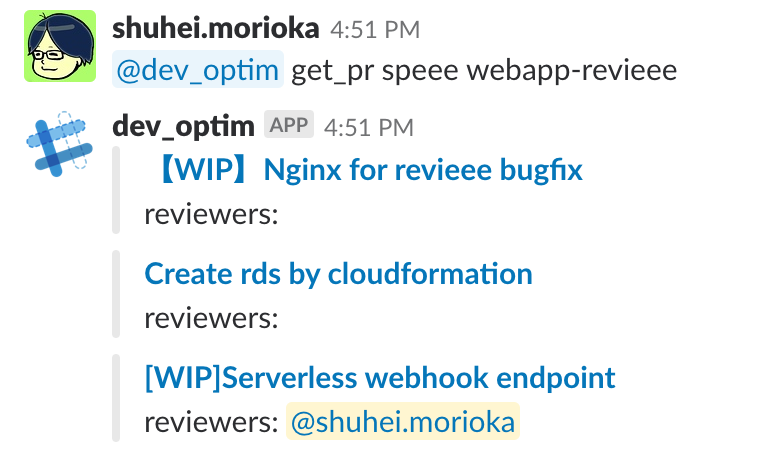 shuhei.morioka 4:51 PM
@dev_optim get_pr speee webapp-revieee
dev_optim APP 4:51 PM
【WIP】Nginx for revieee bugfix
reviewers:
Create rds by cloudformation
reviewers:
[WIP]Serverless webhook endpoint
reviewers: @shuhei.morioka